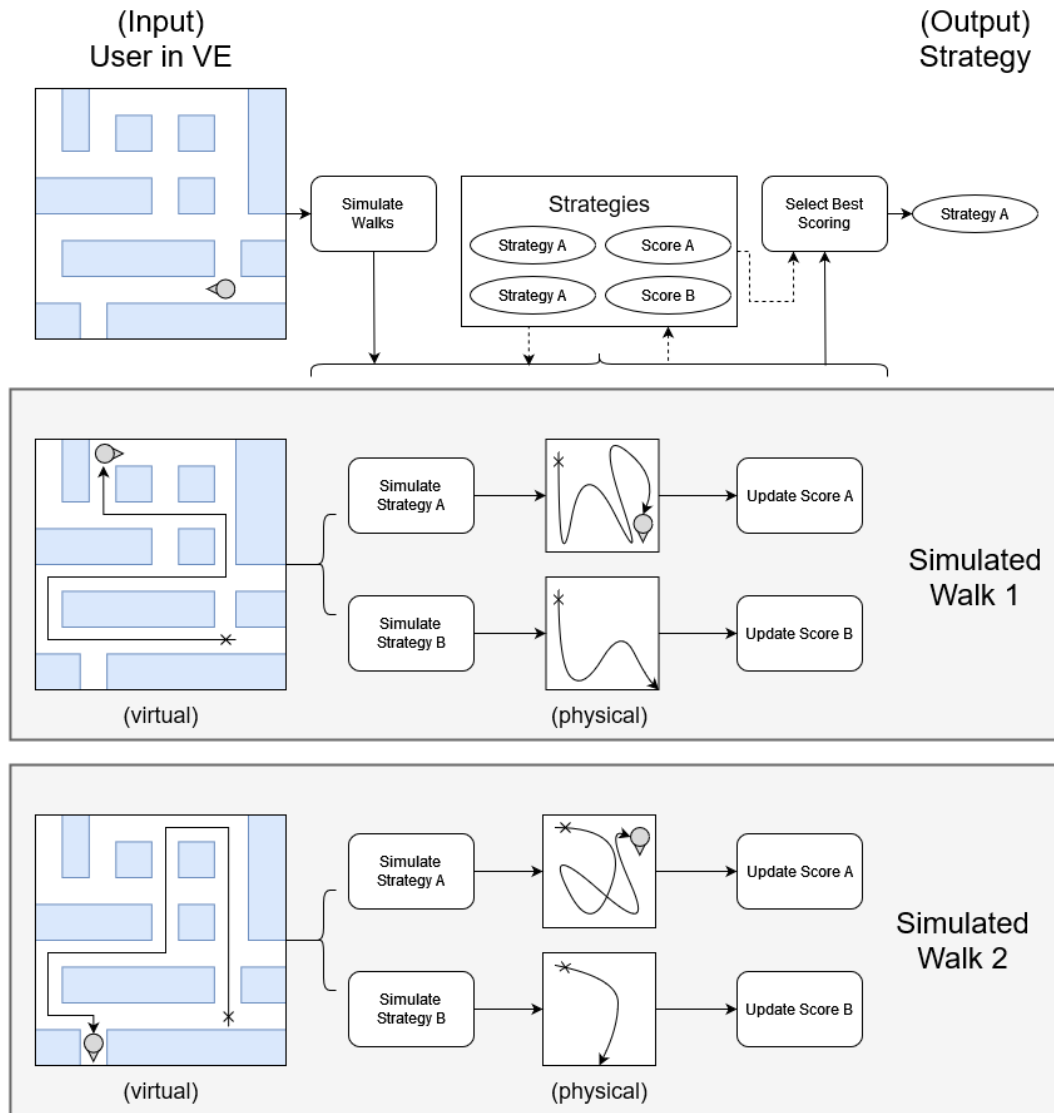 (Input)
User in VE
(Output)
Strategy
Simulate
Walks
Strategies
Strategy A
Score A
Strategy A
Score B
Select Best
Scoring
Strategy A
Simulate
Strategy A
Update Score A
Simulate
Strategy B
Update Score B
Simulated
Walk 1
(virtual)
(physical)
Simulate
Strategy A
Update Score A
Simulate
Strategy B
Update Score B
Simulated
Walk 2
(virtual)
(physical)